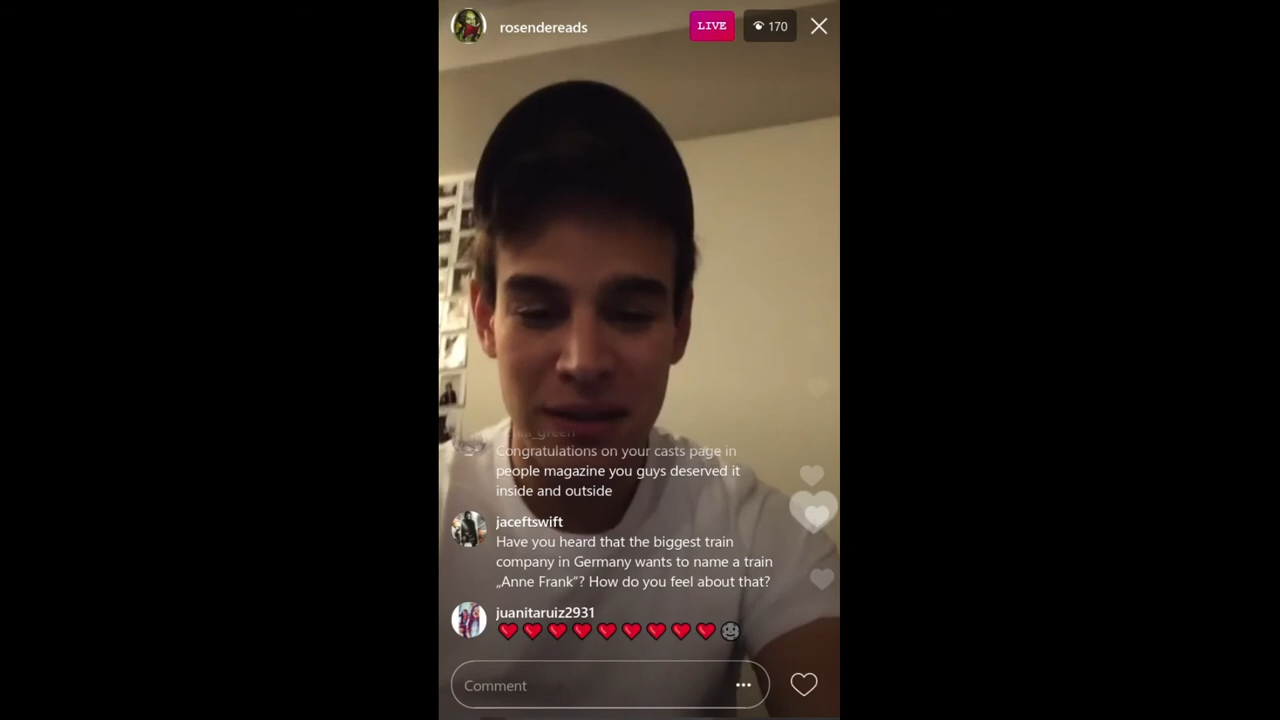 rosendereads
LIVE
170
Congratulations on your casts page in
people magazine you guys deserved it
inside and outside
jaceftswift
Have you heard that the biggest train
company in Germany wants to name a train
„Anne Frank”? How do you feel about that?
juanitaruiz2931
Comment